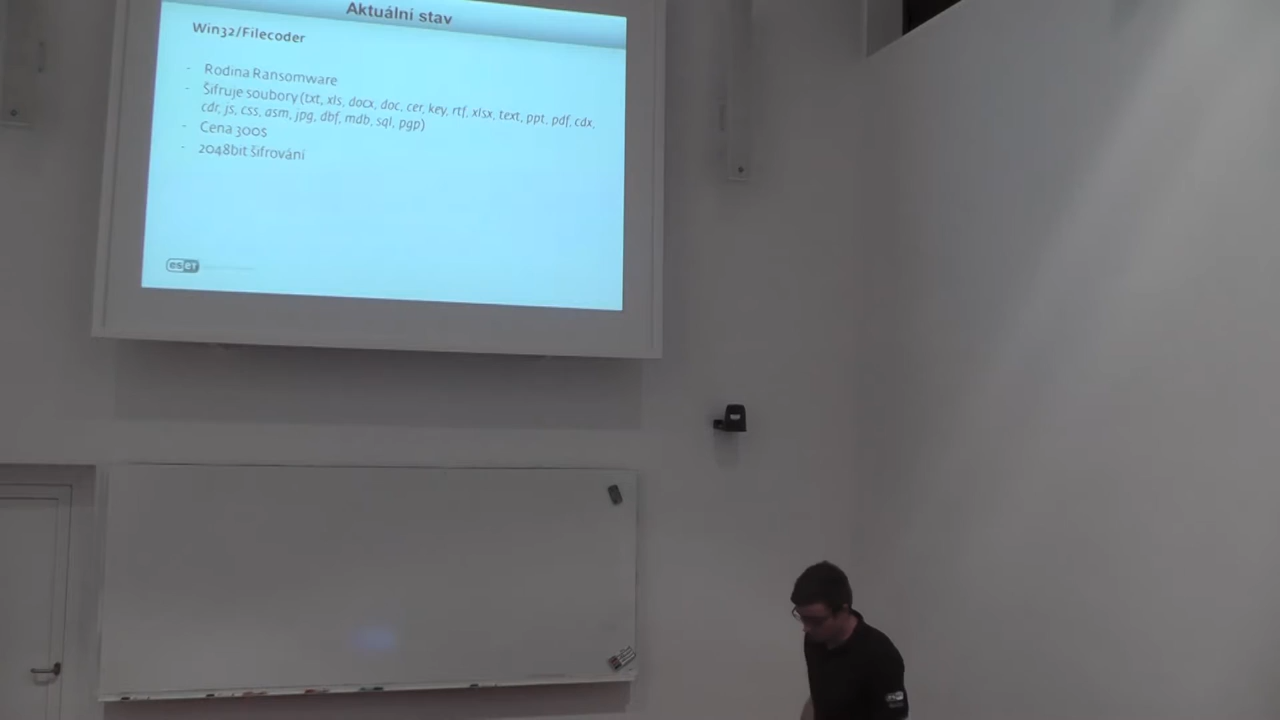 Aktuální stav
Win32/Filecoder
- Rodina Ransomware
- Šifruje soubory (txt, xls, docx, doc, cer, key, rtf, xlsx, text, ppt, pdf, cdx,
cdr, js, css, asm, jpg, dbf, mdb, sql, pgp)
- Cena 300$
- 2048bit šifrování
eset
eset